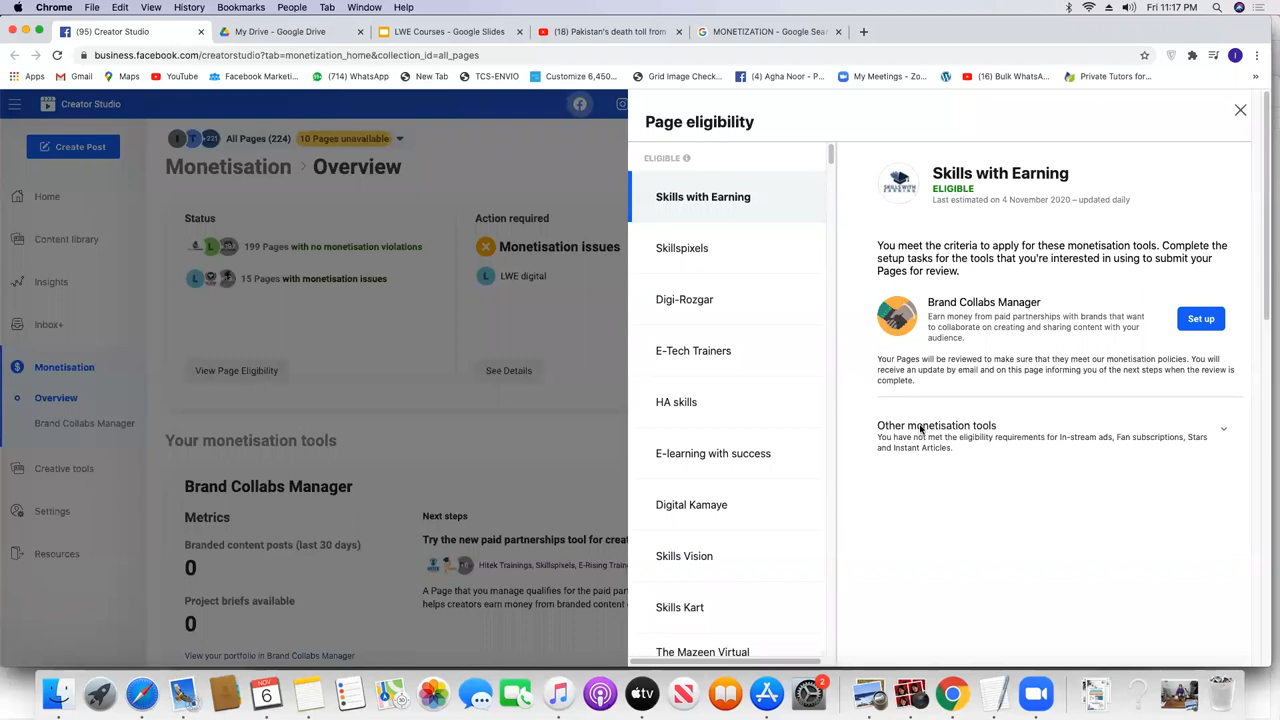 Chrome File Edit View History Bookmarks People Tab Window Help Fri 11:17 PM
(95) Creator Studio
My Drive - Google Drive
LWE Courses - Google Slides
(18) Pakistan's death toll from
MONETIZATION - Google Sea
business.facebook.com/creatorstudio?tab=monetization_home&collection_id=all_pages
Apps Gmail Maps YouTube Facebook Marketi... (714) WhatsApp New Tab TCS-ENVIO Customize 6,450... Grid Image Check... (4) Agha Noor - P... My Meetings - Zo... (16) Bulk WhatsA... Private Tutors for...
Creator Studio
Create Post
Home
Content library
Insights
Inbox+
Monetisation
Overview
Brand Collabs Manager
Creative tools
Settings
Resources
+221 All Pages (224) 10 Pages unavailable
Monetisation > Overview
Status
199 Pages with no monetisation violations
15 Pages with monetisation issues
View Page Eligibility
Action required
Monetisation issues
L LWE digital
See Details
Your monetisation tools
Brand Collabs Manager
Metrics
Branded content posts (last 30 days)
0
Project briefs available
0
View your portfolio in Brand Collabs Manager
Next steps
Try the new paid partnerships tool for creat
Hitek Trainings, Skillspixels, E-Rising Train
A Page that you manage qualifies for the paid par
helps creators earn money from branded content
Page eligibility
ELIGIBLE
Skills with Earning
Skillspixels
Digi-Rozgar
E-Tech Trainers
HA skills
E-learning with success
Digital Kamaye
Skills Vision
Skills Kart
The Mazeen Virtual
Skills with Earning
ELIGIBLE
Last estimated on 4 November 2020 – updated daily
You meet the criteria to apply for these monetisation tools. Complete the
setup tasks for the tools that you're interested in using to submit your
Pages for review.
Brand Collabs Manager
Earn money from paid partnerships with brands that want
to collaborate on creating and sharing content with your
audience.
Set up
Your Pages will be reviewed to make sure that they meet our monetisation policies. You will
receive an update by email and on this page informing you of the next steps when the review is
complete.
Other monetisation tools
You have not met the eligibility requirements for In-stream ads, Fan subscriptions, Stars
and Instant Articles.
NOV
6
tv
2